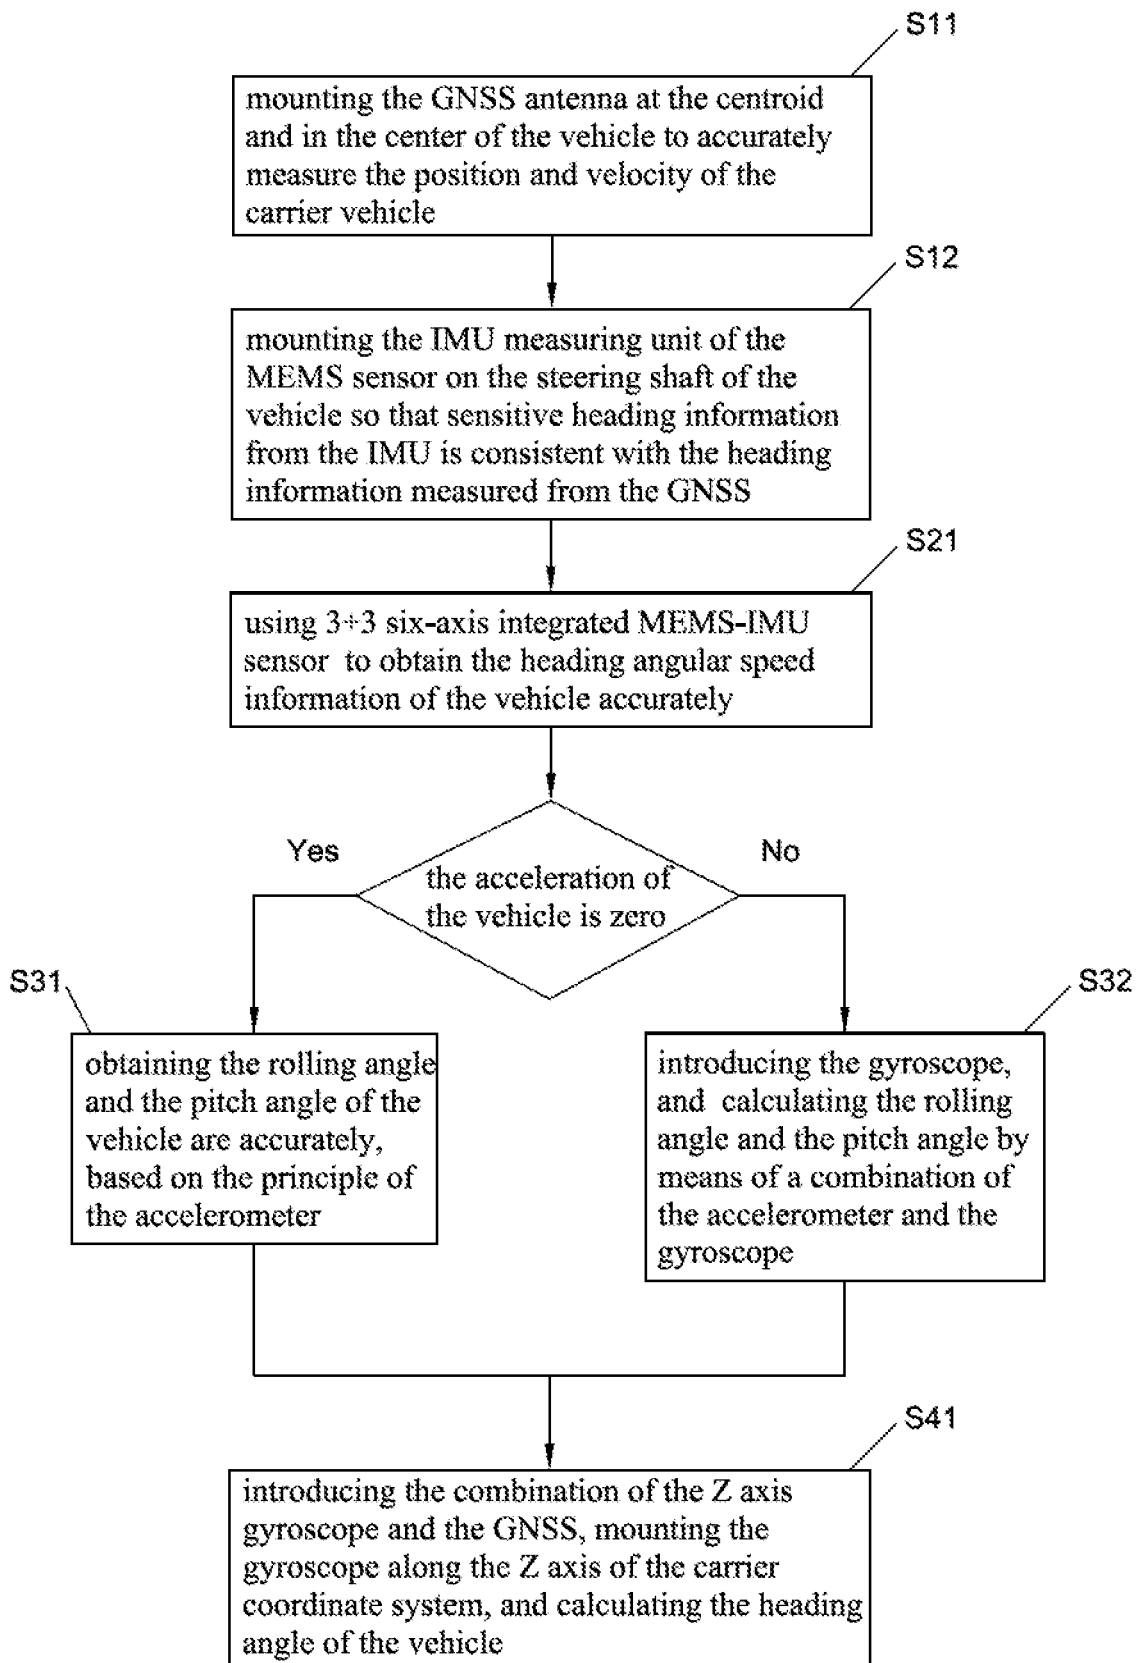 S11
mounting the GNSS antenna at the centroid
and in the center of the vehicle to accurately
measure the position and velocity of the
carrier vehicle
S12
mounting the IMU measuring unit of the
MEMS sensor on the steering shaft of the
vehicle so that sensitive heading information
from the IMU is consistent with the heading
information measured from the GNSS
S21
using 3+3 six-axis integrated MEMS-IMU
sensor to obtain the heading angular speed
information of the vehicle accurately
Yes
No
the acceleration of
the vehicle is zero
S31
obtaining the rolling angle
and the pitch angle of the
vehicle are accurately,
based on the principle of
the accelerometer
S32
introducing the gyroscope,
and calculating the rolling
angle and the pitch angle by
means of a combination of
the accelerometer and the
gyroscope
S41
introducing the combination of the Z axis
gyroscope and the GNSS, mounting the
gyroscope along the Z axis of the carrier
coordinate system, and calculating the heading
angle of the vehicle